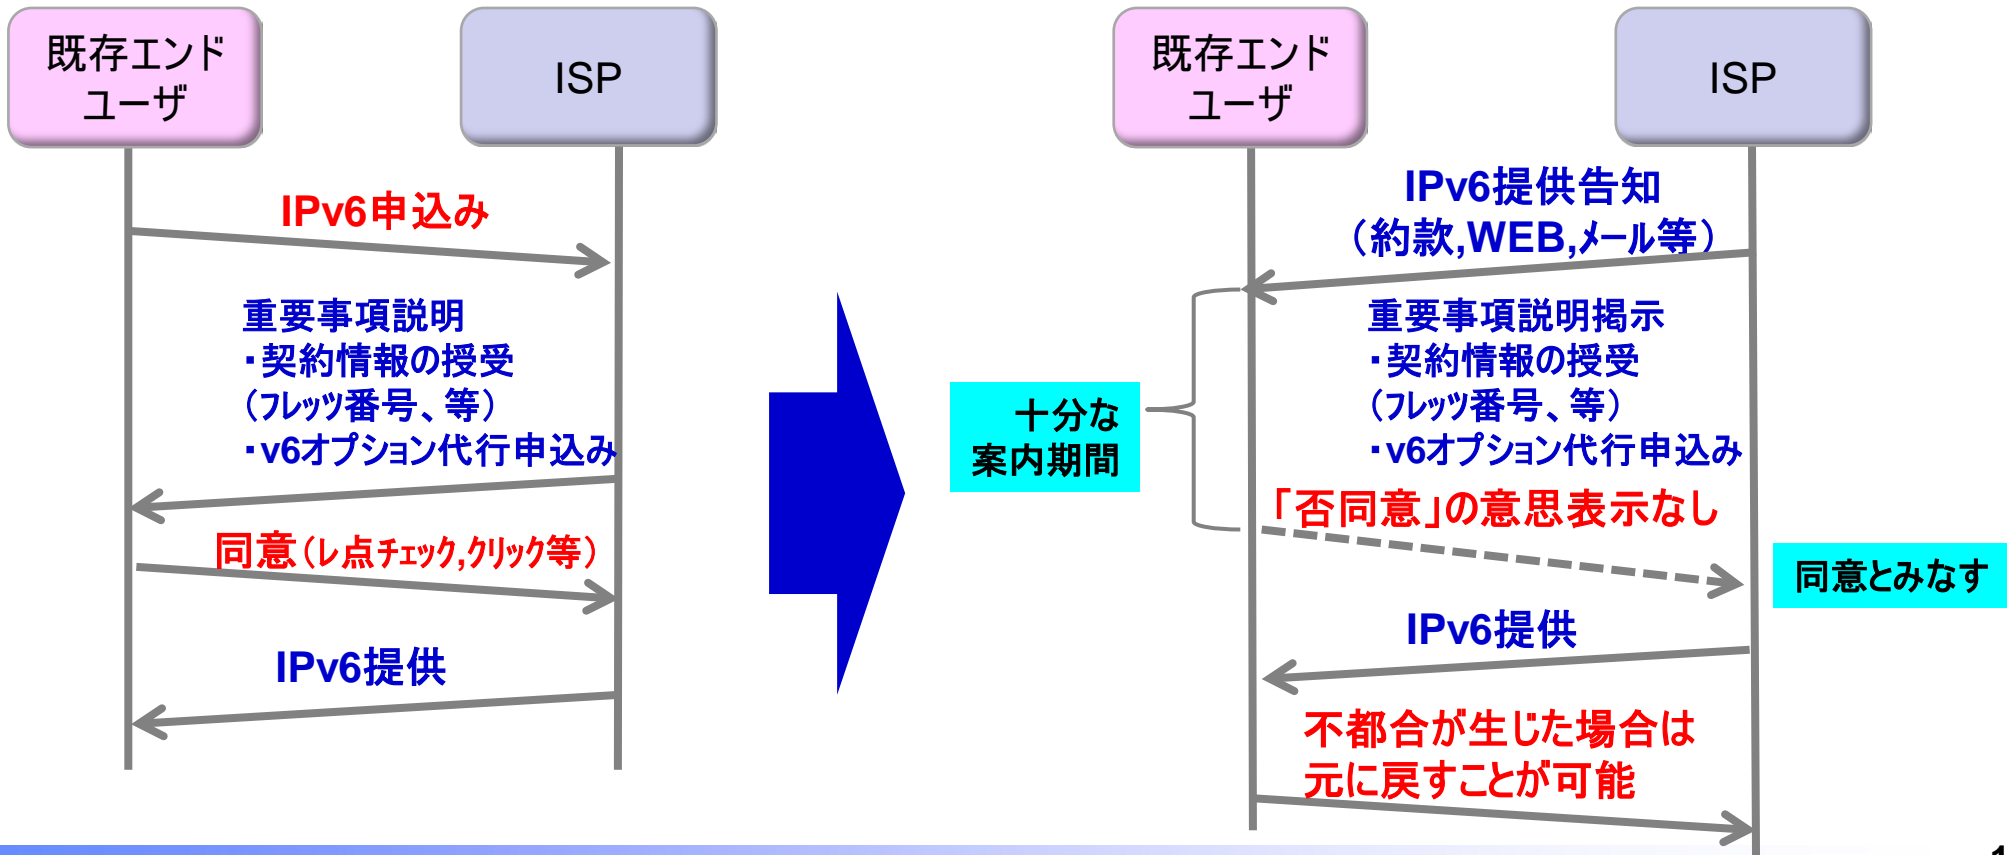 既存エンド
ユーザ
ISP
IPv6申込み
重要事項説明
・契約情報の授受
（フレッツ番号、等）
・v6オプション代行申込み
同意（レ点チェック,クリック等）
IPv6提供
既存エンド
ユーザ
ISP
IPv6提供告知
（約款,WEB,メール等）
重要事項説明掲示
・契約情報の授受
（フレッツ番号、等）
・v6オプション代行申込み
十分な
案内期間
「否同意」の意思表示なし
同意とみなす
IPv6提供
不都合が生じた場合は
元に戻すことが可能